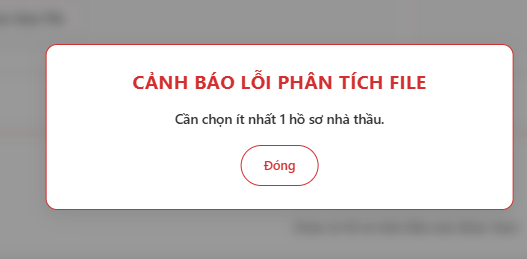 CẢNH BÁO LỖI PHÂN TÍCH FILE
Cần chọn ít nhất 1 hồ sơ nhà thầu.
Đóng